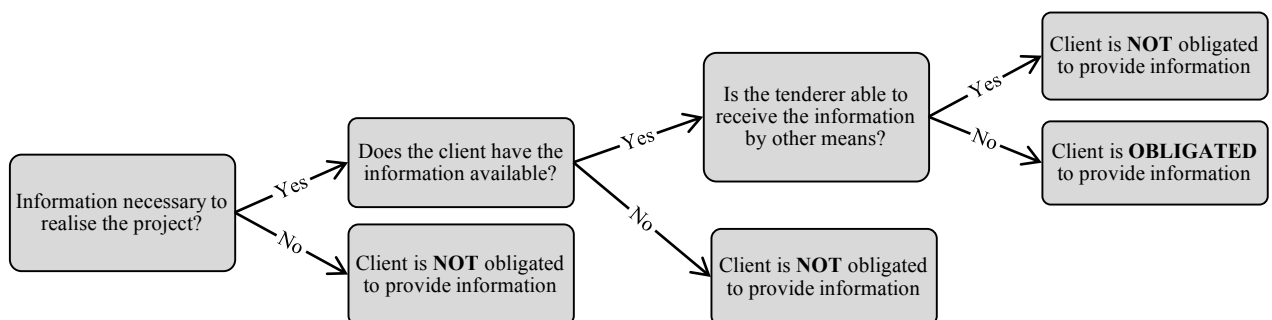 Information necessary to
realise the project?
Yes
No
Does the client have the
information available?
Client is NOT obligated
to provide information
Yes
No
Is the tenderer able to
receive the information
by other means?
Client is NOT obligated
to provide information
Yes
No
Client is NOT obligated
to provide information
Client is OBLIGATED
to provide information